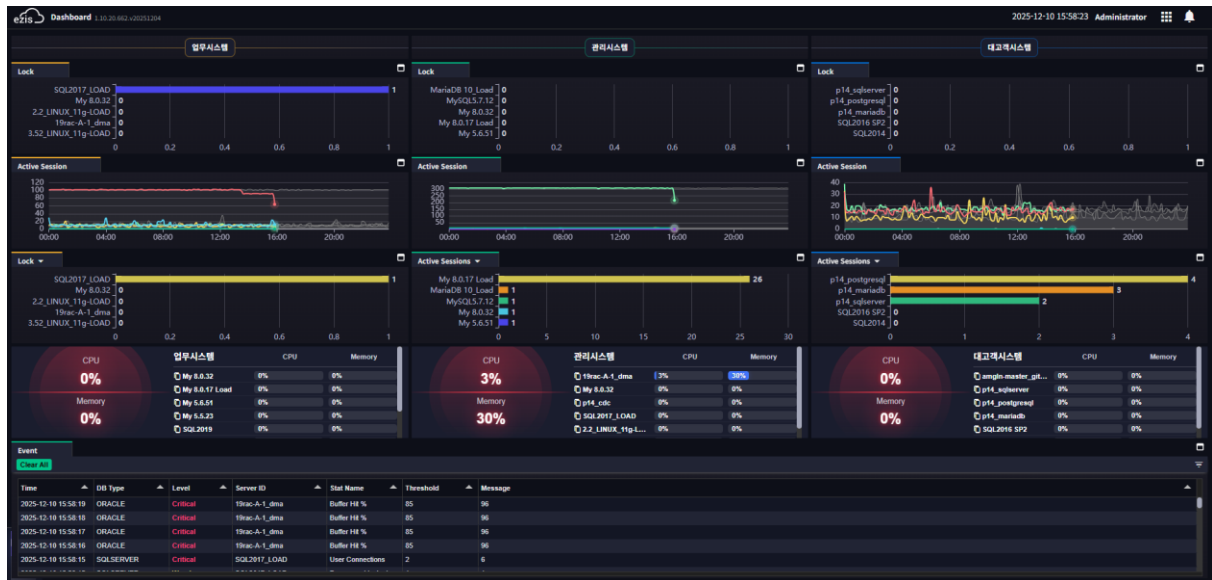 ezis Dashboard 1.10.20.662.v20251204 2025-12-10 15:58:23 Administrator
업무시스템 관리시스템 대고객시스템
Lock Lock Lock
SQL2017_LOAD 1
My 8.0.32 0
2.2_LINUX_11g-LOAD 0
19rac-A-1_dma 0
3.52_LINUX_11g-LOAD 0
0 0.2 0.4 0.6 0.8 1
MariaDB 10_Load 0
MySQL5.7.12 0
My 8.0.32 0
My 8.0.17 Load 0
My 5.6.51 0
0 0.2 0.4 0.6 0.8 1
p14_sqlserver 0
p14_postgresql 0
p14_mariadb 0
SQL2016 SP2 0
SQL2014 0
0 0.2 0.4 0.6 0.8 1
Active Session Active Session Active Session
120
100
80
60
40
20
0
00:00 04:00 08:00 12:00 16:00 20:00
300
250
200
150
100
50
00:00 04:00 08:00 12:00 16:00 20:00
40
30
20
10
0
00:00 04:00 08:00 12:00 16:00 20:00
Lock Active Sessions Active Sessions
SQL2017_LOAD 1
My 8.0.32 0
2.2_LINUX_11g-LOAD 0
19rac-A-1_dma 0
3.52_LINUX_11g-LOAD 0
0 0.2 0.4 0.6 0.8 1
My 8.0.17 Load 26
MariaDB 10_Load 1
MySQL5.7.12 1
My 8.0.32 1
My 5.6.51 1
0 5 10 15 20 25 30
p14_postgresql 4
p14_mariadb 3
p14_sqlserver 2
SQL2016 SP2 0
SQL2014 0
0 1 2 3 4
CPU
0%
Memory
0%
업무시스템 CPU Memory
My 8.0.32 0% 0%
My 8.0.17 Load 0% 0%
My 5.6.51 0% 0%
My 5.5.23 0% 0%
SQL2019 0% 0%
CPU
3%
Memory
30%
관리시스템 CPU Memory
19rac-A-1_dma 3% 30%
My 8.0.32 0% 0%
p14_cdc 0% 0%
SQL2017_LOAD 0% 0%
2.2_LINUX_11g-L... 0% 0%
CPU
0%
Memory
0%
대고객시스템 CPU Memory
amgin-master_git... 0% 0%
p14_sqlserver 0% 0%
p14_postgresql 0% 0%
p14_mariadb 0% 0%
SQL2016 SP2 0% 0%
Event
Clear All
Time DB Type Level Server ID Stat Name Threshold Message
2025-12-10 15:58:19 ORACLE Critical 19rac-A-1_dma Buffer Hit % 85 96
2025-12-10 15:58:18 ORACLE Critical 19rac-A-1_dma Buffer Hit % 85 96
2025-12-10 15:58:17 ORACLE Critical 19rac-A-1_dma Buffer Hit % 85 96
2025-12-10 15:58:16 ORACLE Critical 19rac-A-1_dma Buffer Hit % 85 96
2025-12-10 15:58:15 SQLSERVER Critical SQL2017_LOAD User Connections 2 6